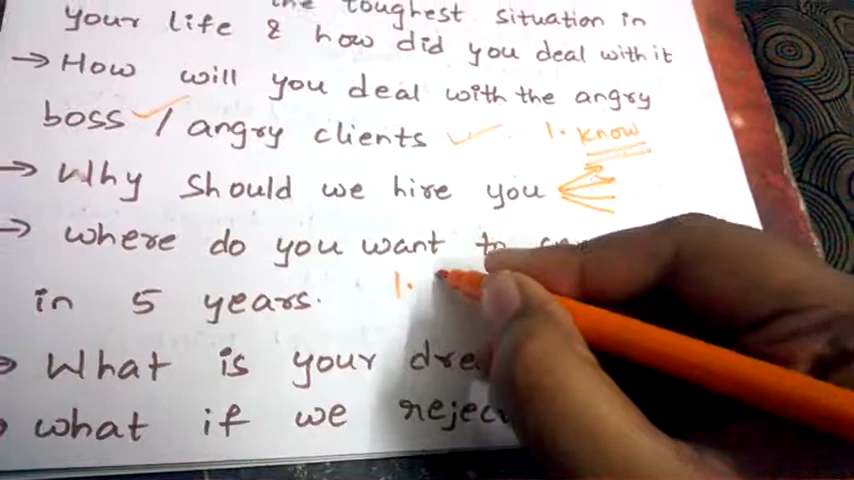 the toughest situation in
your life & how did you deal with it
→ How will you deal with the angry
boss ✓ / angry clients ✓ 1. know
→ Why should we hire you
→ where do you want to
in 5 years. 1.
What is your
what if we